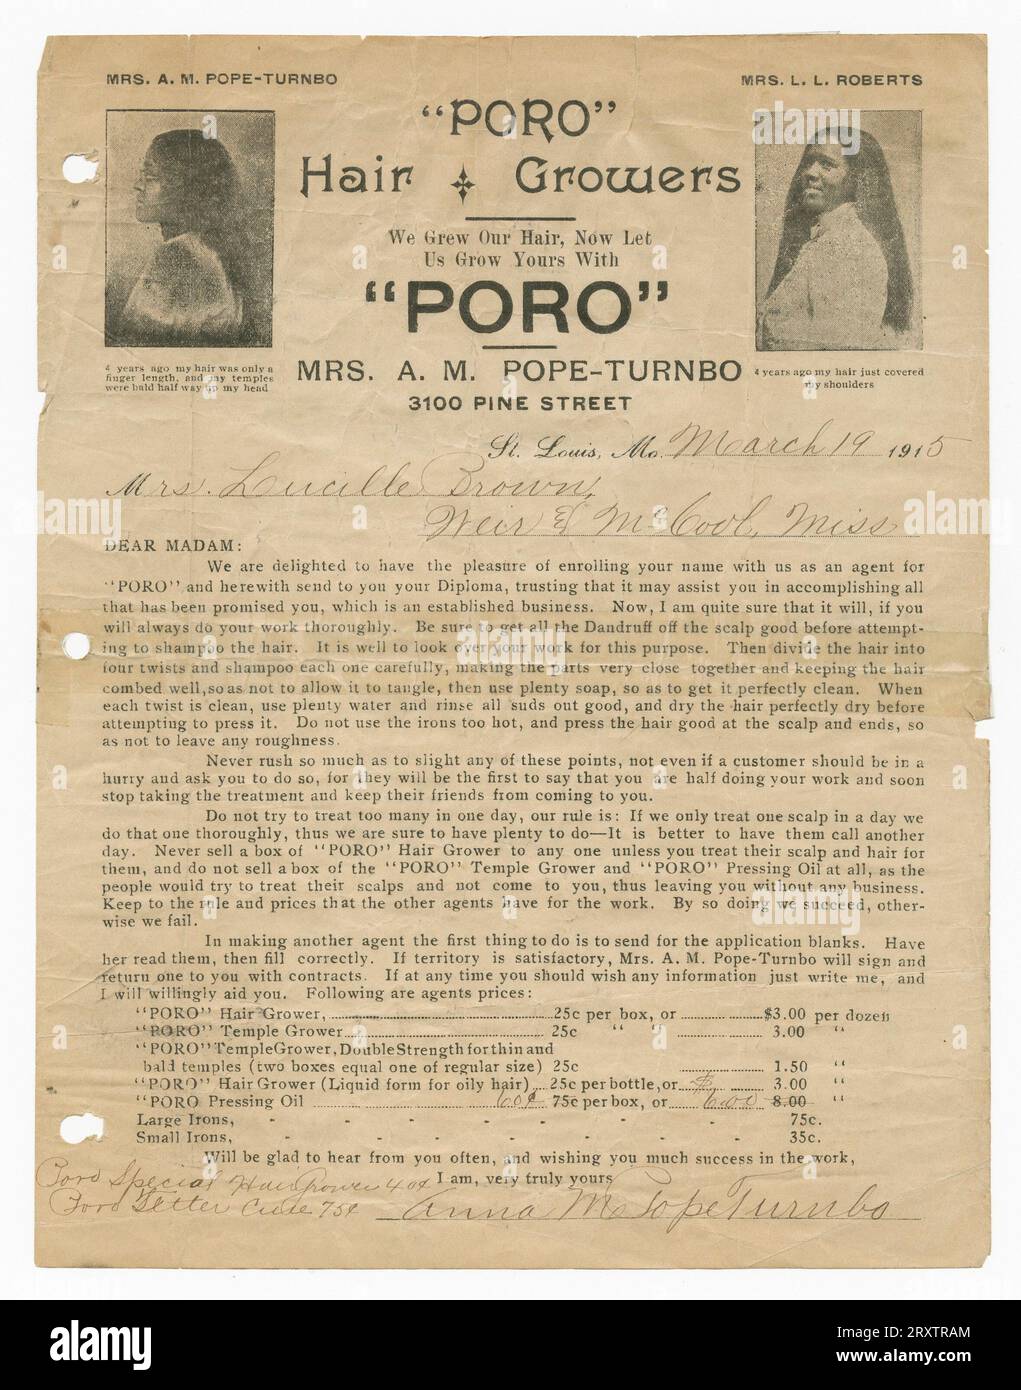 MRS. A. M. POPE-TURNBO
MRS. L. L. ROBERTS
"PORO"
Hair Growers
We Grew Our Hair, Now Let
Us Grow Yours With
"PORO"
MRS. A. M. POPE-TURNBO
3100 PINE STREET
4 years ago my hair was only a
finger length, and my temples
were bald half way up my head
4 years ago my hair just covered
my shoulders
St. Louis, Mo. March 19 1915
Mrs. Lucille Brown,
Weir & McCool, Miss
DEAR MADAM:
We are delighted to have the pleasure of enrolling your name with us as an agent for
"PORO" and herewith send to you your Diploma, trusting that it may assist you in accomplishing all
that has been promised you, which is an established business. Now, I am quite sure that it will, if you
will always do your work thoroughly. Be sure to get all the Dandruff off the scalp good before attempt-
ing to shampoo the hair. It is well to look over your work for this purpose. Then divide the hair into
four twists and shampoo each one carefully, making the parts very close together and keeping the hair
combed well, so as not to allow it to tangle, then use plenty soap, so as to get it perfectly clean. When
each twist is clean, use plenty water and rinse all suds out good, and dry the hair perfectly dry before
attempting to press it. Do not use the irons too hot, and press the hair good at the scalp and ends, so
as not to leave any roughness.
Never rush so much as to slight any of these points, not even if a customer should be in a
hurry and ask you to do so, for they will be the first to say that you are half doing your work and soon
stop taking the treatment and keep their friends from coming to you.
Do not try to treat too many in one day, our rule is: If we only treat one scalp in a day we
do that one thoroughly, thus we are sure to have plenty to do—It is better to have them call another
day. Never sell a box of "PORO" Hair Grower to any one unless you treat their scalp and hair for
them, and do not sell a box of the "PORO" Temple Grower and "PORO" Pressing Oil at all, as the
people would try to treat their scalps and not come to you, thus leaving you without any business.
Keep to the rule and prices that the other agents have for the work. By so doing we succeed, other-
wise we fail.
In making another agent the first thing to do is to send for the application blanks. Have
her read them, then fill correctly. If territory is satisfactory, Mrs. A. M. Pope-Turnbo will sign and
return one to you with contracts. If at any time you should wish any information just write me, and
I will willingly aid you. Following are agents prices:
"PORO" Hair Grower, 25c per box, or $3.00 per dozen
"PORO" Temple Grower 25c " " 3.00 "
"PORO" Temple Grower, Double Strength for thin and
bald temples (two boxes equal one of regular size) 25c 1.50 "
"PORO" Hair Grower (Liquid form for oily hair) 25c per bottle, or $ 3.00 "
"PORO Pressing Oil 60¢ 75c per box, or 6.00 8.00 "
Large Irons, - - - - - - - - 75c.
Small Irons, - - - - - - - - 35c.
Will be glad to hear from you often, and wishing you much success in the work,
I am, very truly yours
Poro Special Hair Grower 40¢
Poro Tetter Cure 75¢
Anna M. Pope Turnbo
alamy
a
alamy
Image ID: 2RXTRAM
www.alamy.com